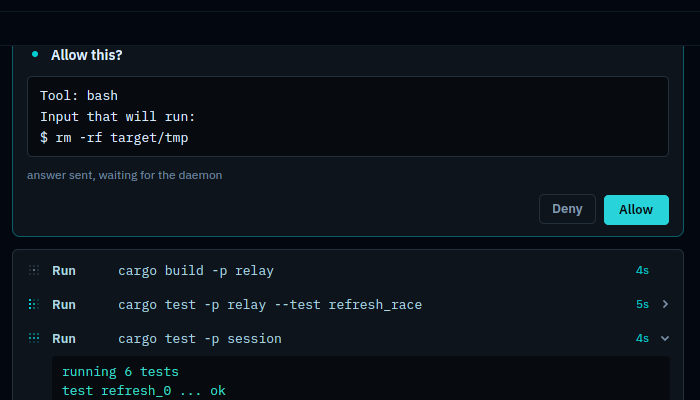 Allow this?
Tool: bash
Input that will run:
$ rm -rf target/tmp
answer sent, waiting for the daemon
Deny Allow
Run cargo build -p relay 4s
Run cargo test -p relay --test refresh_race 5s
Run cargo test -p session 4s
running 6 tests
test refresh_0 ... ok